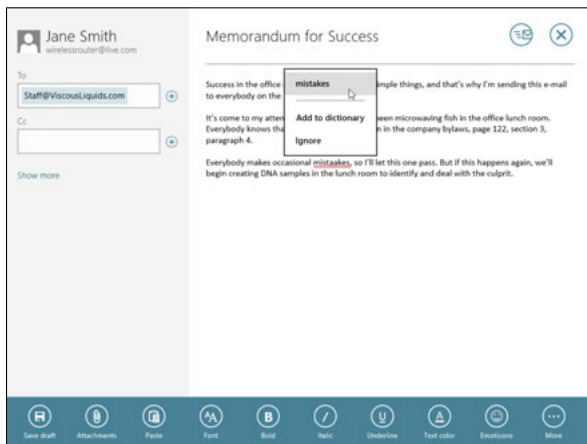 Jane Smith
wirelessrouter@live.com
To
Staff@ViscousLiquids.com
Cc
Show more
Memorandum for Success
Success in the office mistakes imple things, and that's why I'm sending this e-mail
to everybody on the
It's come to my atten Add to dictionary een microwaving fish in the office lunch room.
Everybody knows tha Ignore n in the company bylaws, page 122, section 3,
paragraph 4.
Everybody makes occasional mistaakes, so I'll let this one pass. But if this happens again, we'll
begin creating DNA samples in the lunch room to identify and deal with the culprit.
Save draft Attachments Paste Font Bold Italic Underline Text color Emoticons More